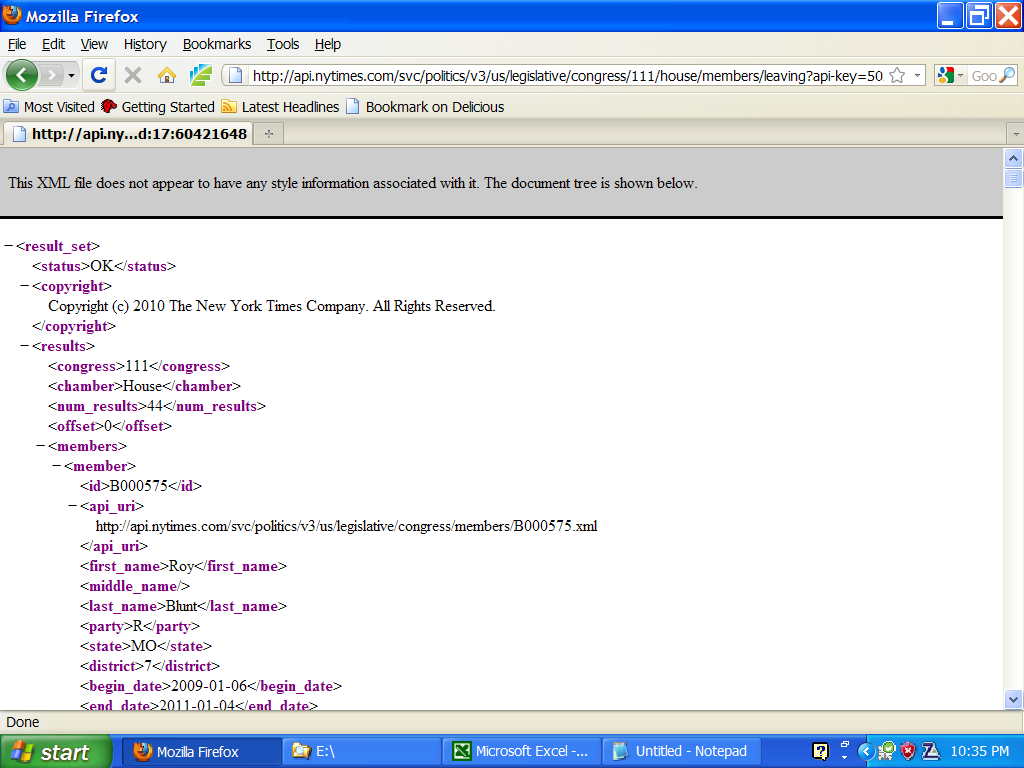 Mozilla Firefox
File Edit View History Bookmarks Tools Help
http://api.nytimes.com/svc/politics/v3/us/legislative/congress/111/house/members/leaving?api-key=50 Goo
Most Visited Getting Started Latest Headlines Bookmark on Delicious
http://api.ny...d:17:60421648
This XML file does not appear to have any style information associated with it. The document tree is shown below.
−<result_set>
<status>OK</status>
−<copyright>
Copyright (c) 2010 The New York Times Company. All Rights Reserved.
</copyright>
−<results>
<congress>111</congress>
<chamber>House</chamber>
<num_results>44</num_results>
<offset>0</offset>
−<members>
−<member>
<id>B000575</id>
−<api_uri>
http://api.nytimes.com/svc/politics/v3/us/legislative/congress/members/B000575.xml
</api_uri>
<first_name>Roy</first_name>
<middle_name/>
<last_name>Blunt</last_name>
<party>R</party>
<state>MO</state>
<district>7</district>
<begin_date>2009-01-06</begin_date>
<end_date>2011-01-04</end_date>
Done
start Mozilla Firefox E:\ Microsoft Excel -... Untitled - Notepad 10:35 PM